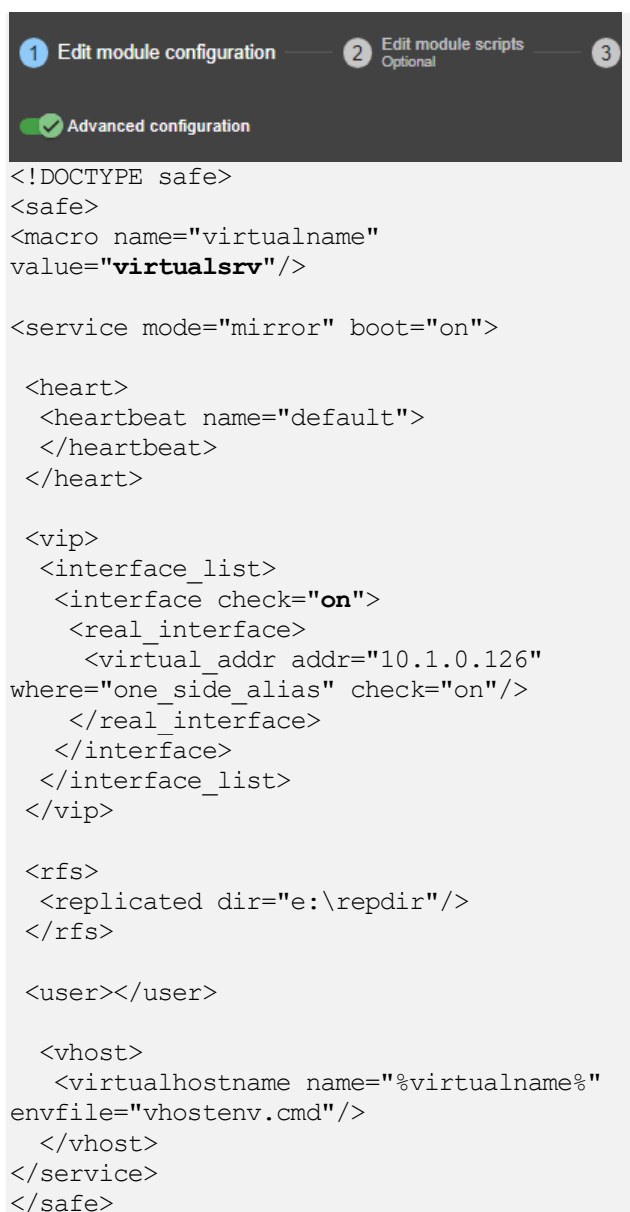 1 Edit module configuration 2 Edit module scripts 3
Optional
Advanced configuration
<!DOCTYPE safe>
<safe>
<macro name="virtualname"
value="virtualsrv"/>
<service mode="mirror" boot="on">
<heart>
<heartbeat name="default">
</heartbeat>
</heart>
<vip>
<interface_list>
<interface check="on">
<real_interface>
<virtual_addr addr="10.1.0.126"
where="one_side_alias" check="on"/>
</real_interface>
</interface>
</interface_list>
</vip>
<rfs>
<replicated dir="e:\repdir"/>
</rfs>
<user></user>
<vhost>
<virtualhostname name="%virtualname%"
envfile="vhostenv.cmd"/>
</vhost>
</service>
</safe>